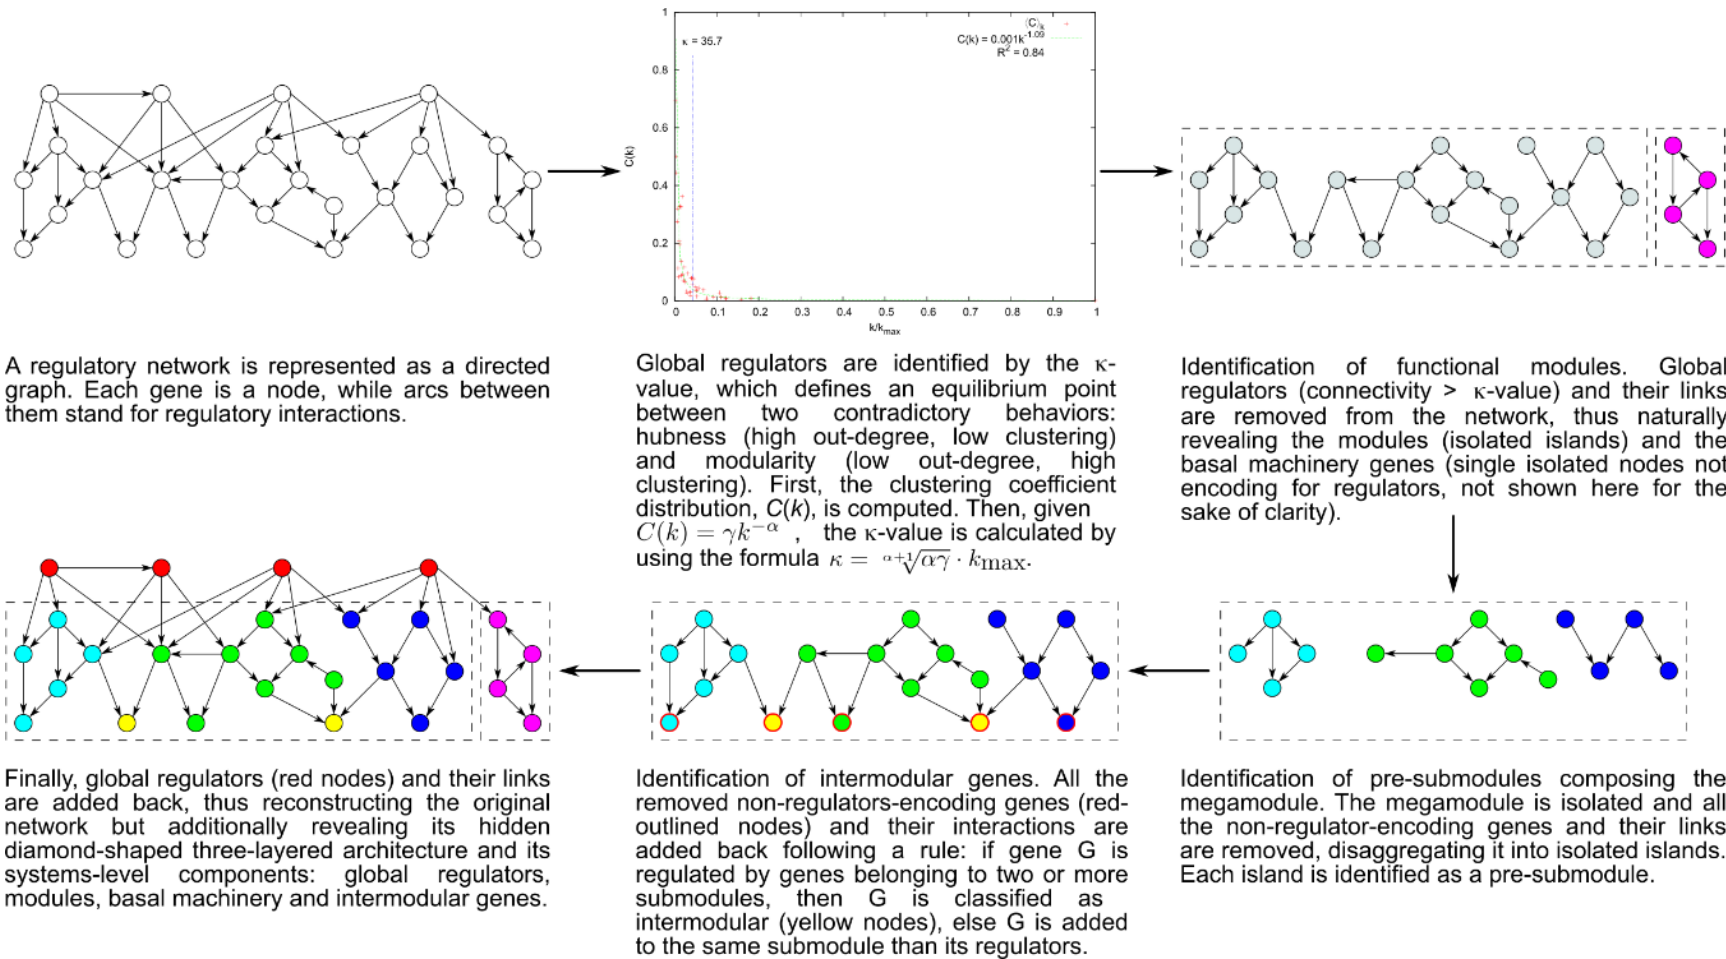 1
0.8
0.6
0.4
0.2
0
C(k)
κ = 35.7
⟨C⟩k
C(k) = 0.001k^-1.09
R^2 = 0.84
0
0.1
0.2
0.3
0.4
0.5
0.6
0.7
0.8
0.9
1
k/kmax
A regulatory network is represented as a directed
graph. Each gene is a node, while arcs between
them stand for regulatory interactions.
Global regulators are identified by the κ-
value, which defines an equilibrium point
between two contradictory behaviors:
hubness (high out-degree, low clustering)
and modularity (low out-degree, high
clustering). First, the clustering coefficient
distribution, C(k), is computed. Then, given
C(k) = γk^−α , the κ-value is calculated by
using the formula κ = α+1√αγ · kmax.
Identification of functional modules. Global
regulators (connectivity > κ-value) and their links
are removed from the network, thus naturally
revealing the modules (isolated islands) and the
basal machinery genes (single isolated nodes not
encoding for regulators, not shown here for the
sake of clarity).
Finally, global regulators (red nodes) and their links
are added back, thus reconstructing the original
network but additionally revealing its hidden
diamond-shaped three-layered architecture and its
systems-level components: global regulators,
modules, basal machinery and intermodular genes.
Identification of intermodular genes. All the
removed non-regulators-encoding genes (red-
outlined nodes) and their interactions are
added back following a rule: if gene G is
regulated by genes belonging to two or more
submodules, then G is classified as
intermodular (yellow nodes), else G is added
to the same submodule than its regulators.
Identification of pre-submodules composing the
megamodule. The megamodule is isolated and all
the non-regulator-encoding genes and their links
are removed, disaggregating it into isolated islands.
Each island is identified as a pre-submodule.